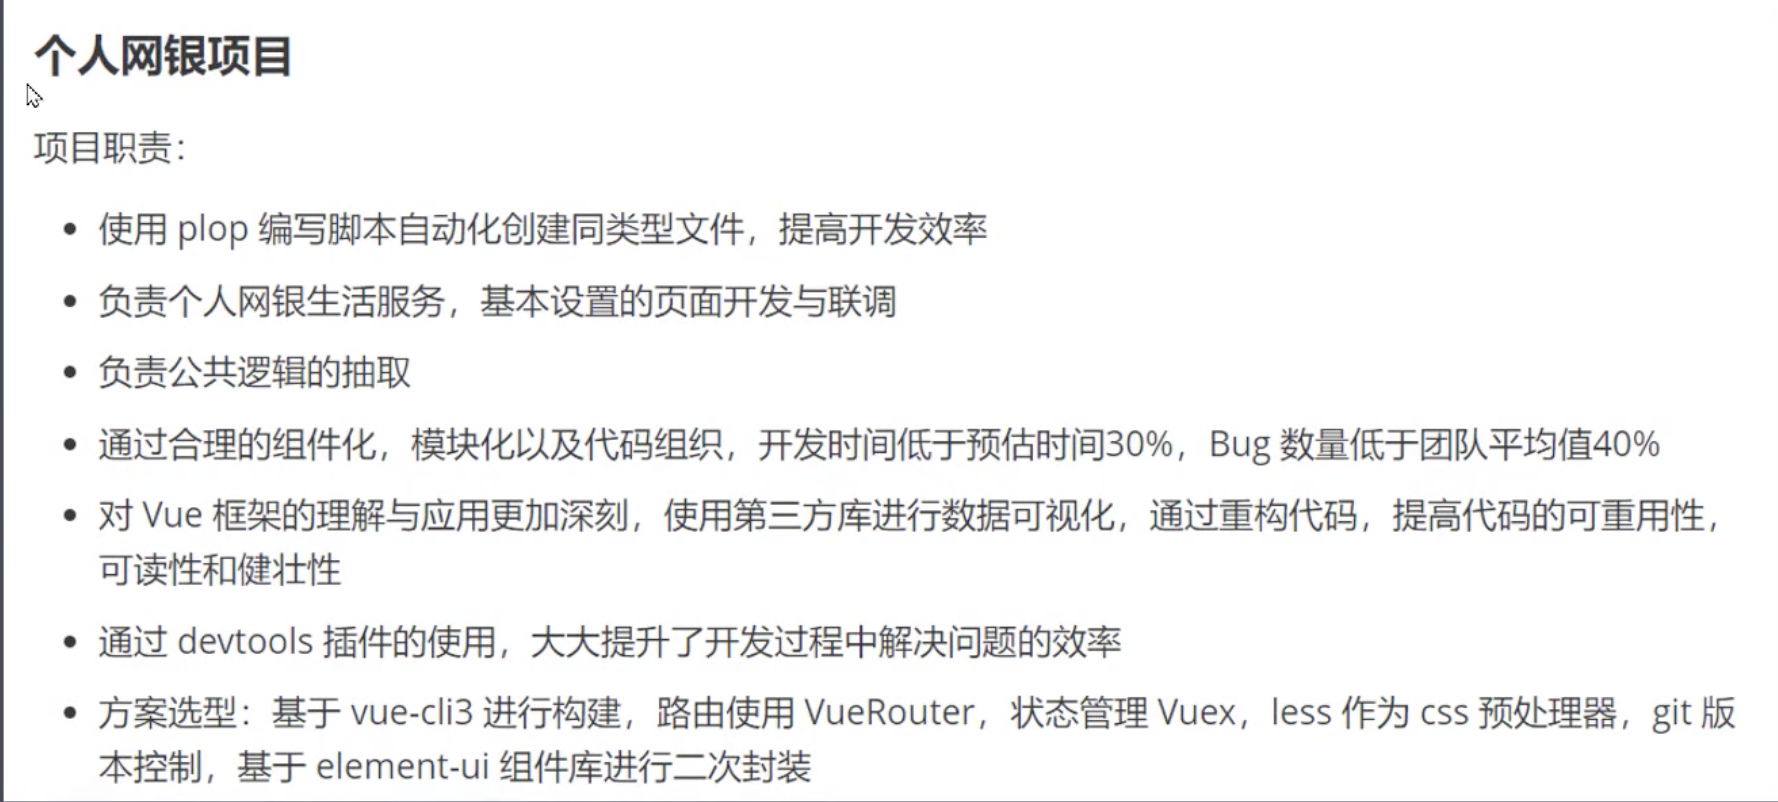 个人网银项目
项目职责：
使用 plop 编写脚本自动化创建同类型文件，提高开发效率
负责个人网银生活服务，基本设置的页面开发与联调
负责公共逻辑的抽取
通过合理的组件化，模块化以及代码组织，开发时间低于预估时间30%，Bug 数量低于团队平均值40%
对 Vue 框架的理解与应用更加深刻，使用第三方库进行数据可视化，通过重构代码，提高代码的可重用性，
可读性和健壮性
通过 devtools 插件的使用，大大提升了开发过程中解决问题的效率
方案选型：基于 vue-cli3 进行构建，路由使用 VueRouter，状态管理 Vuex，less 作为 css 预处理器，git 版
本控制，基于 element-ui 组件库进行二次封装